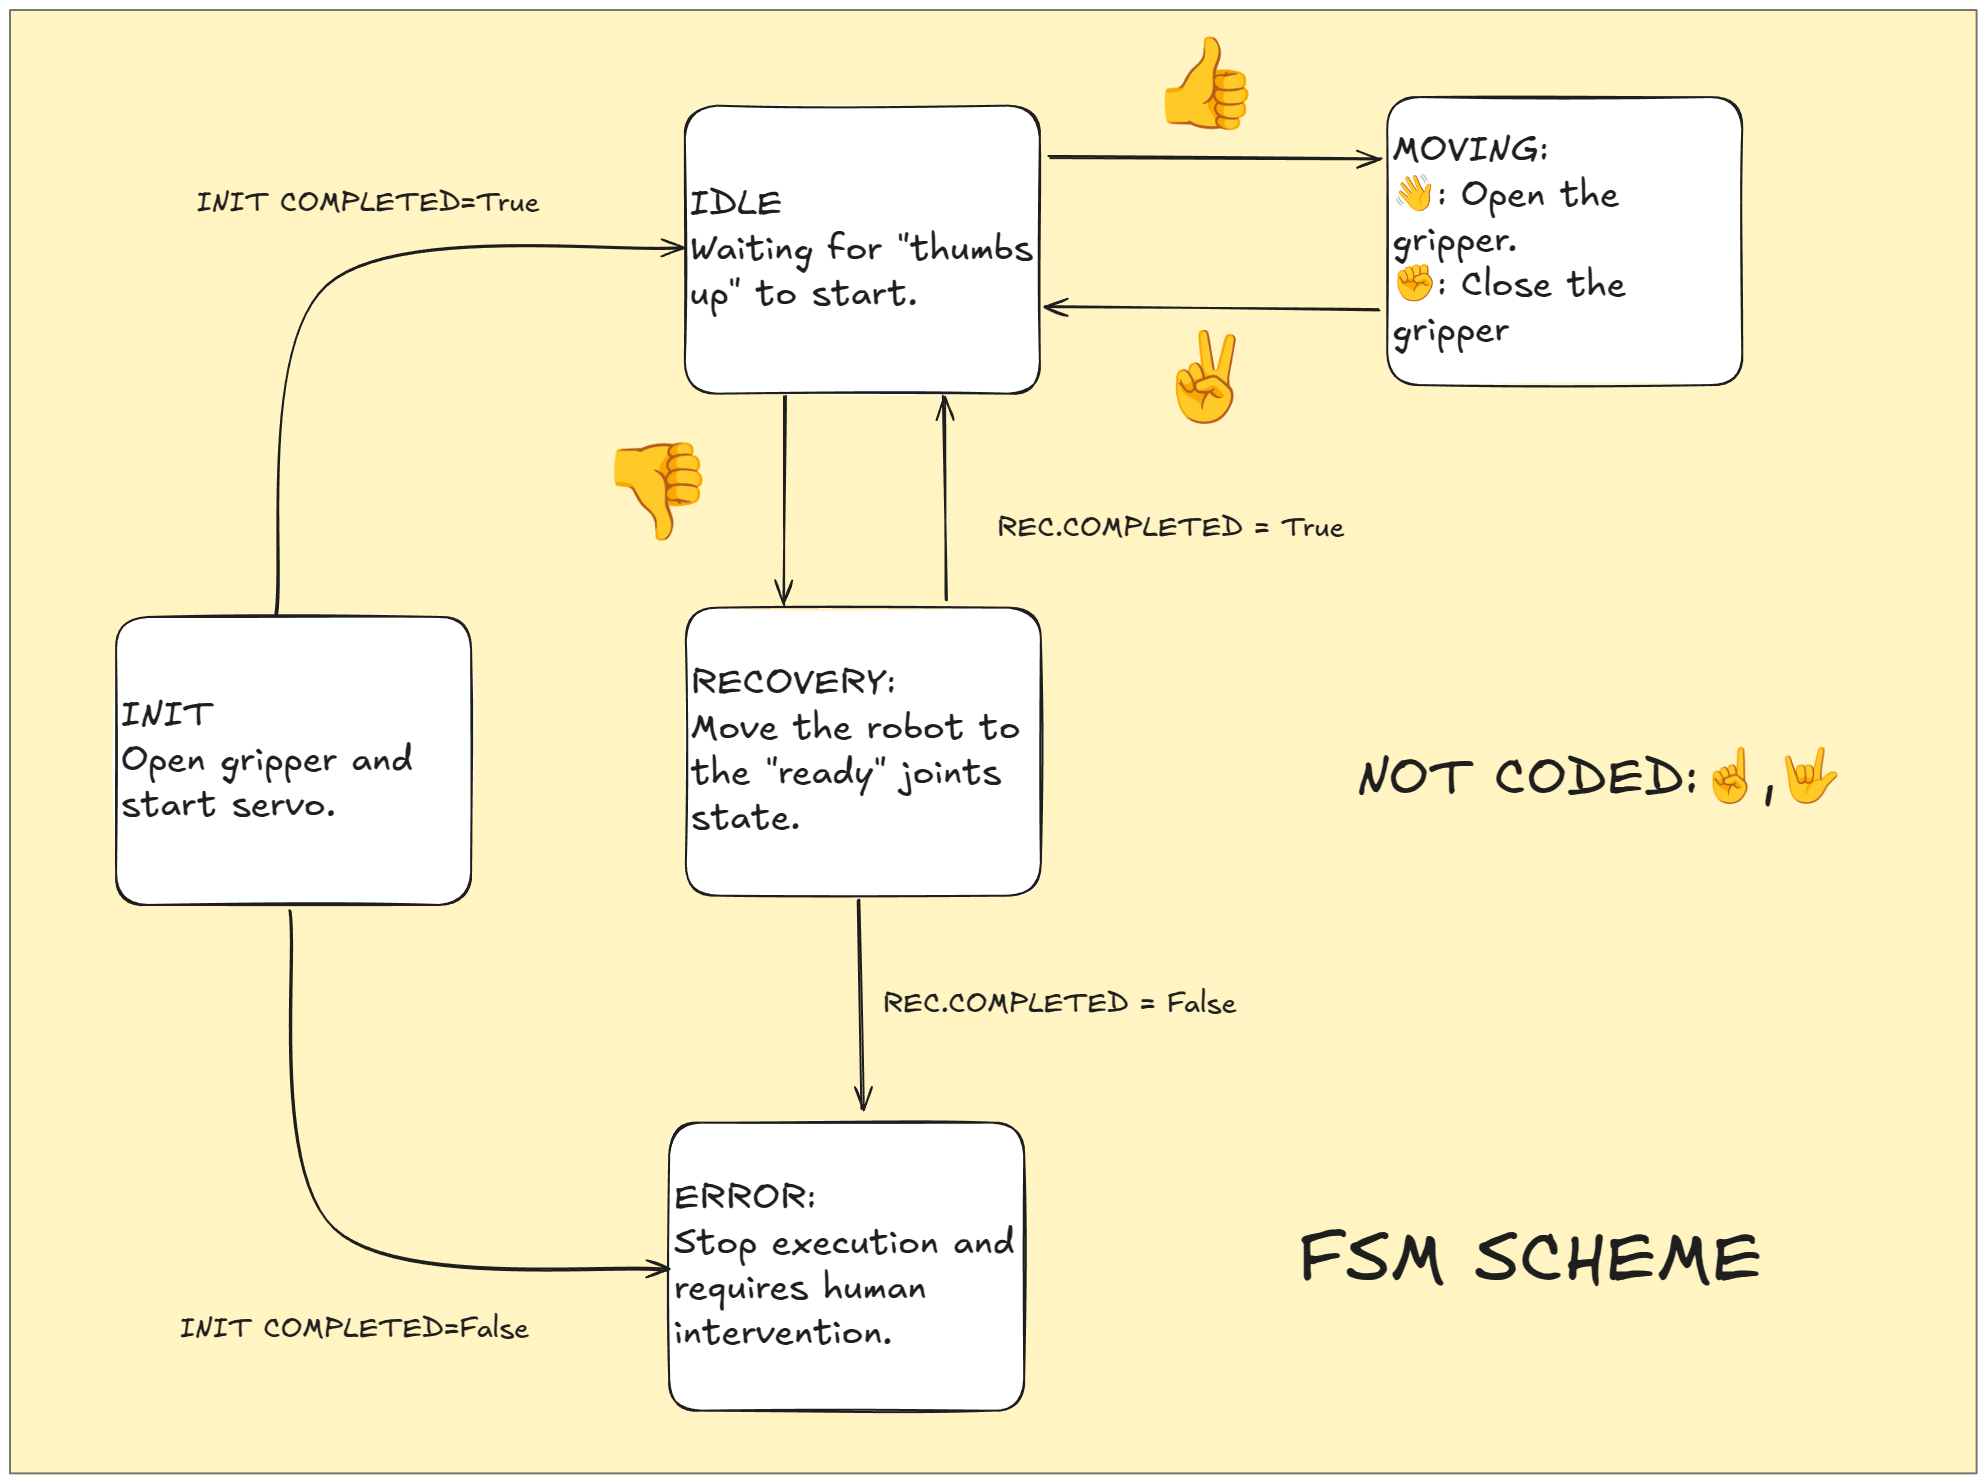 INIT COMPLETED=True
IDLE
Waiting for "thumbs
up" to start.
MOVING:
👋: Open the
gripper.
✊: Close the
gripper
REC.COMPLETED = True
INIT
Open gripper and
start servo.
RECOVERY:
Move the robot to
the "ready" joints
state.
NOT CODED:☝,🤟
REC.COMPLETED = False
ERROR:
Stop execution and
requires human
intervention.
INIT COMPLETED=False
FSM SCHEME